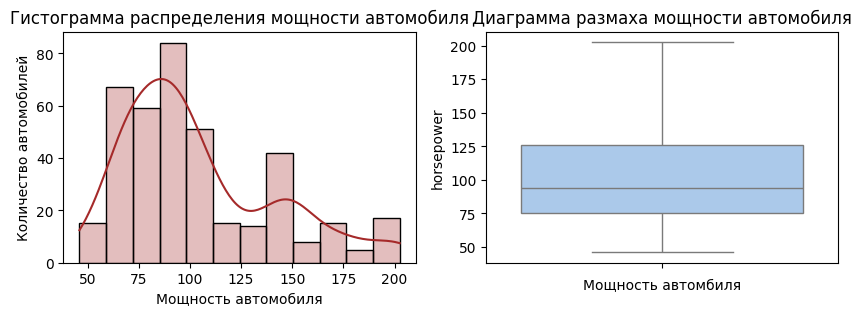 Гистограмма распределения мощности автомобиля
Количество автомобилей
80
60
40
20
0
50 75 100 125 150 175 200
Мощность автомобиля
Диаграмма размаха мощности автомобиля
horsepower
200
175
150
125
100
75
50
Мощность автомбиля